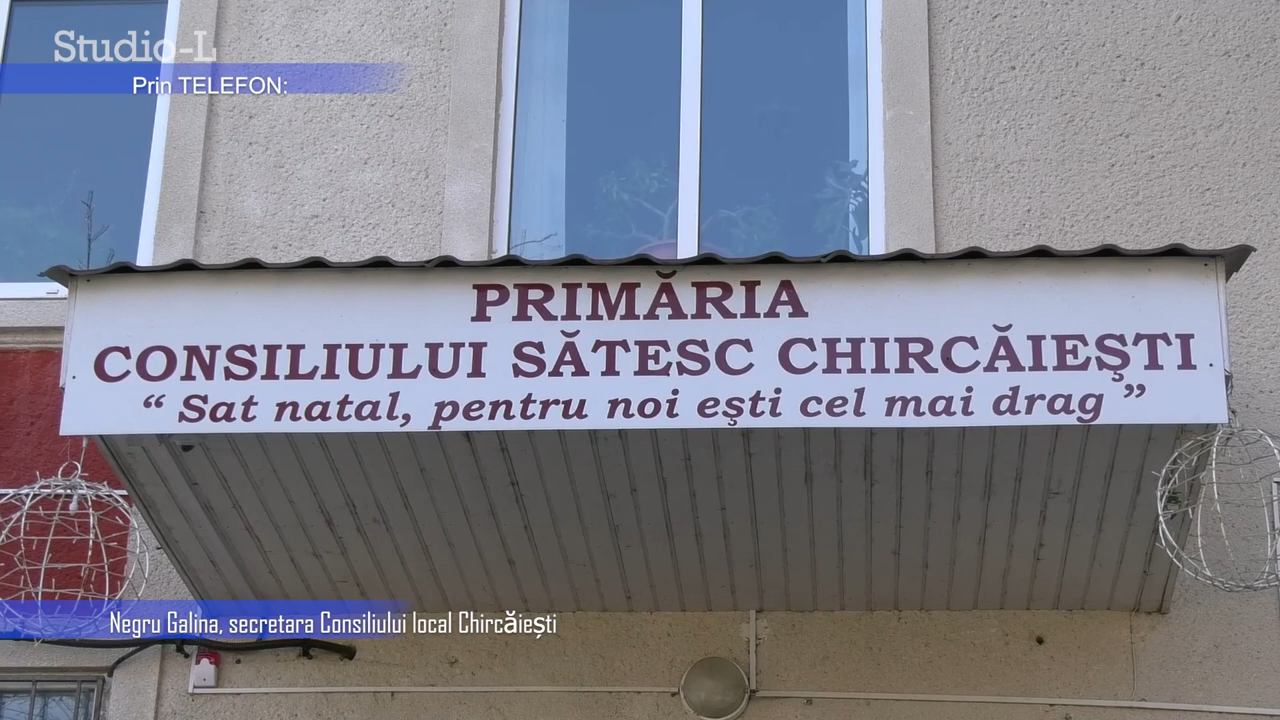 Studio-L
Prin TELEFON:
PRIMĂRIA
CONSILIULUI SĂTESC CHIRCĂIEŞTI
“ Sat natal, pentru noi eşti cel mai drag ”
Negru Galina, secretara Consiliului local Chircăiești